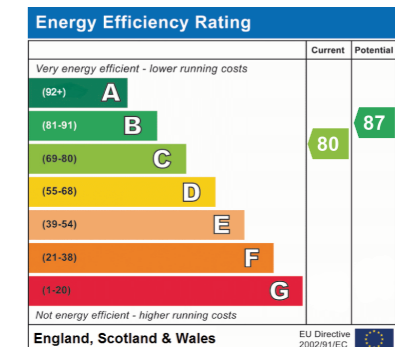 Energy Efficiency Rating
Current Potential
Very energy efficient - lower running costs
(92+) A
(81-91) B
87
(69-80) C
80
(55-68) D
(39-54) E
(21-38) F
(1-20) G
Not energy efficient - higher running costs
England, Scotland & Wales
EU Directive
2002/91/EC